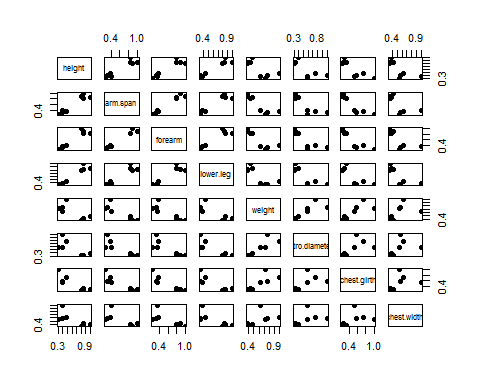 0.4 1.0 0.4 0.9 0.3 0.8 0.4 0.9
height 0.3
0.4 arm.span
forearm 0.4
0.4 lower.leg
weight 0.4
0.3 tro.diamete
chest.girth 0.4
0.4 chest.width
0.3 0.9 0.4 1.0 0.4 0.9 0.4 1.0